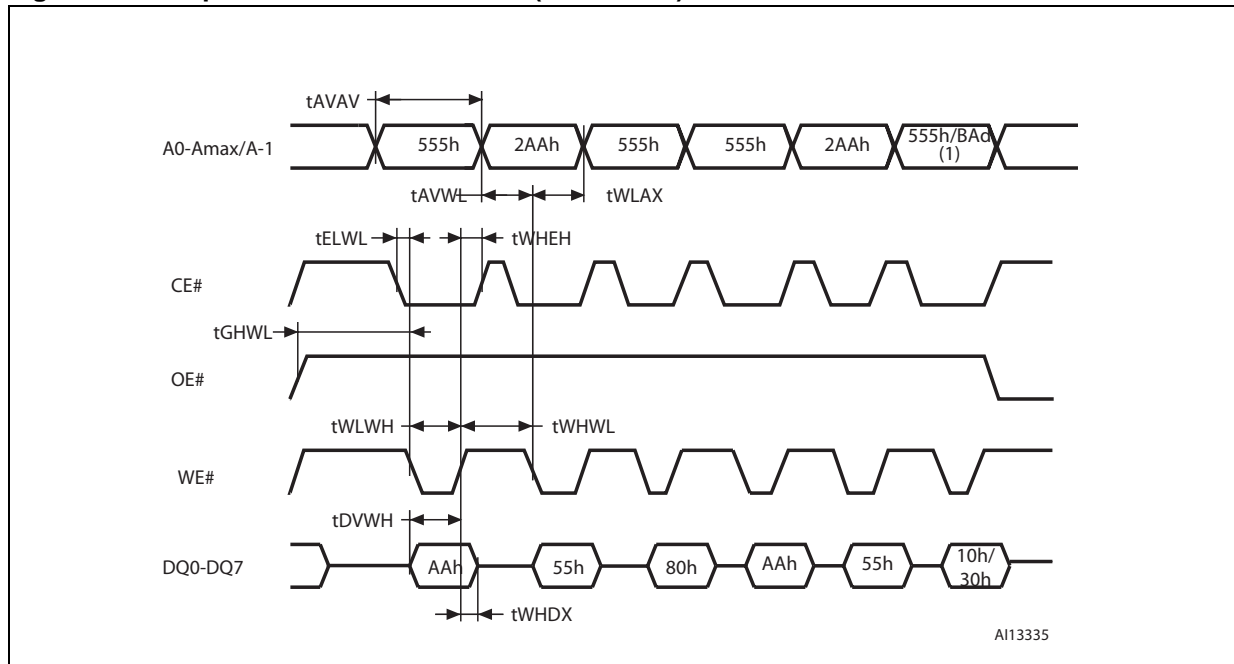 tAVAV
A0-Amax/A-1
555h
2AAh
555h
555h
2AAh
555h/BAd
(1)
tAVWL
tWLAX
tELWL
tWHEH
CE#
tGHWL
OE#
tWLWH
tWHWL
WE#
tDVWH
DQ0-DQ7
AAh
55h
80h
AAh
55h
10h/
30h
tWHDX
AI13335